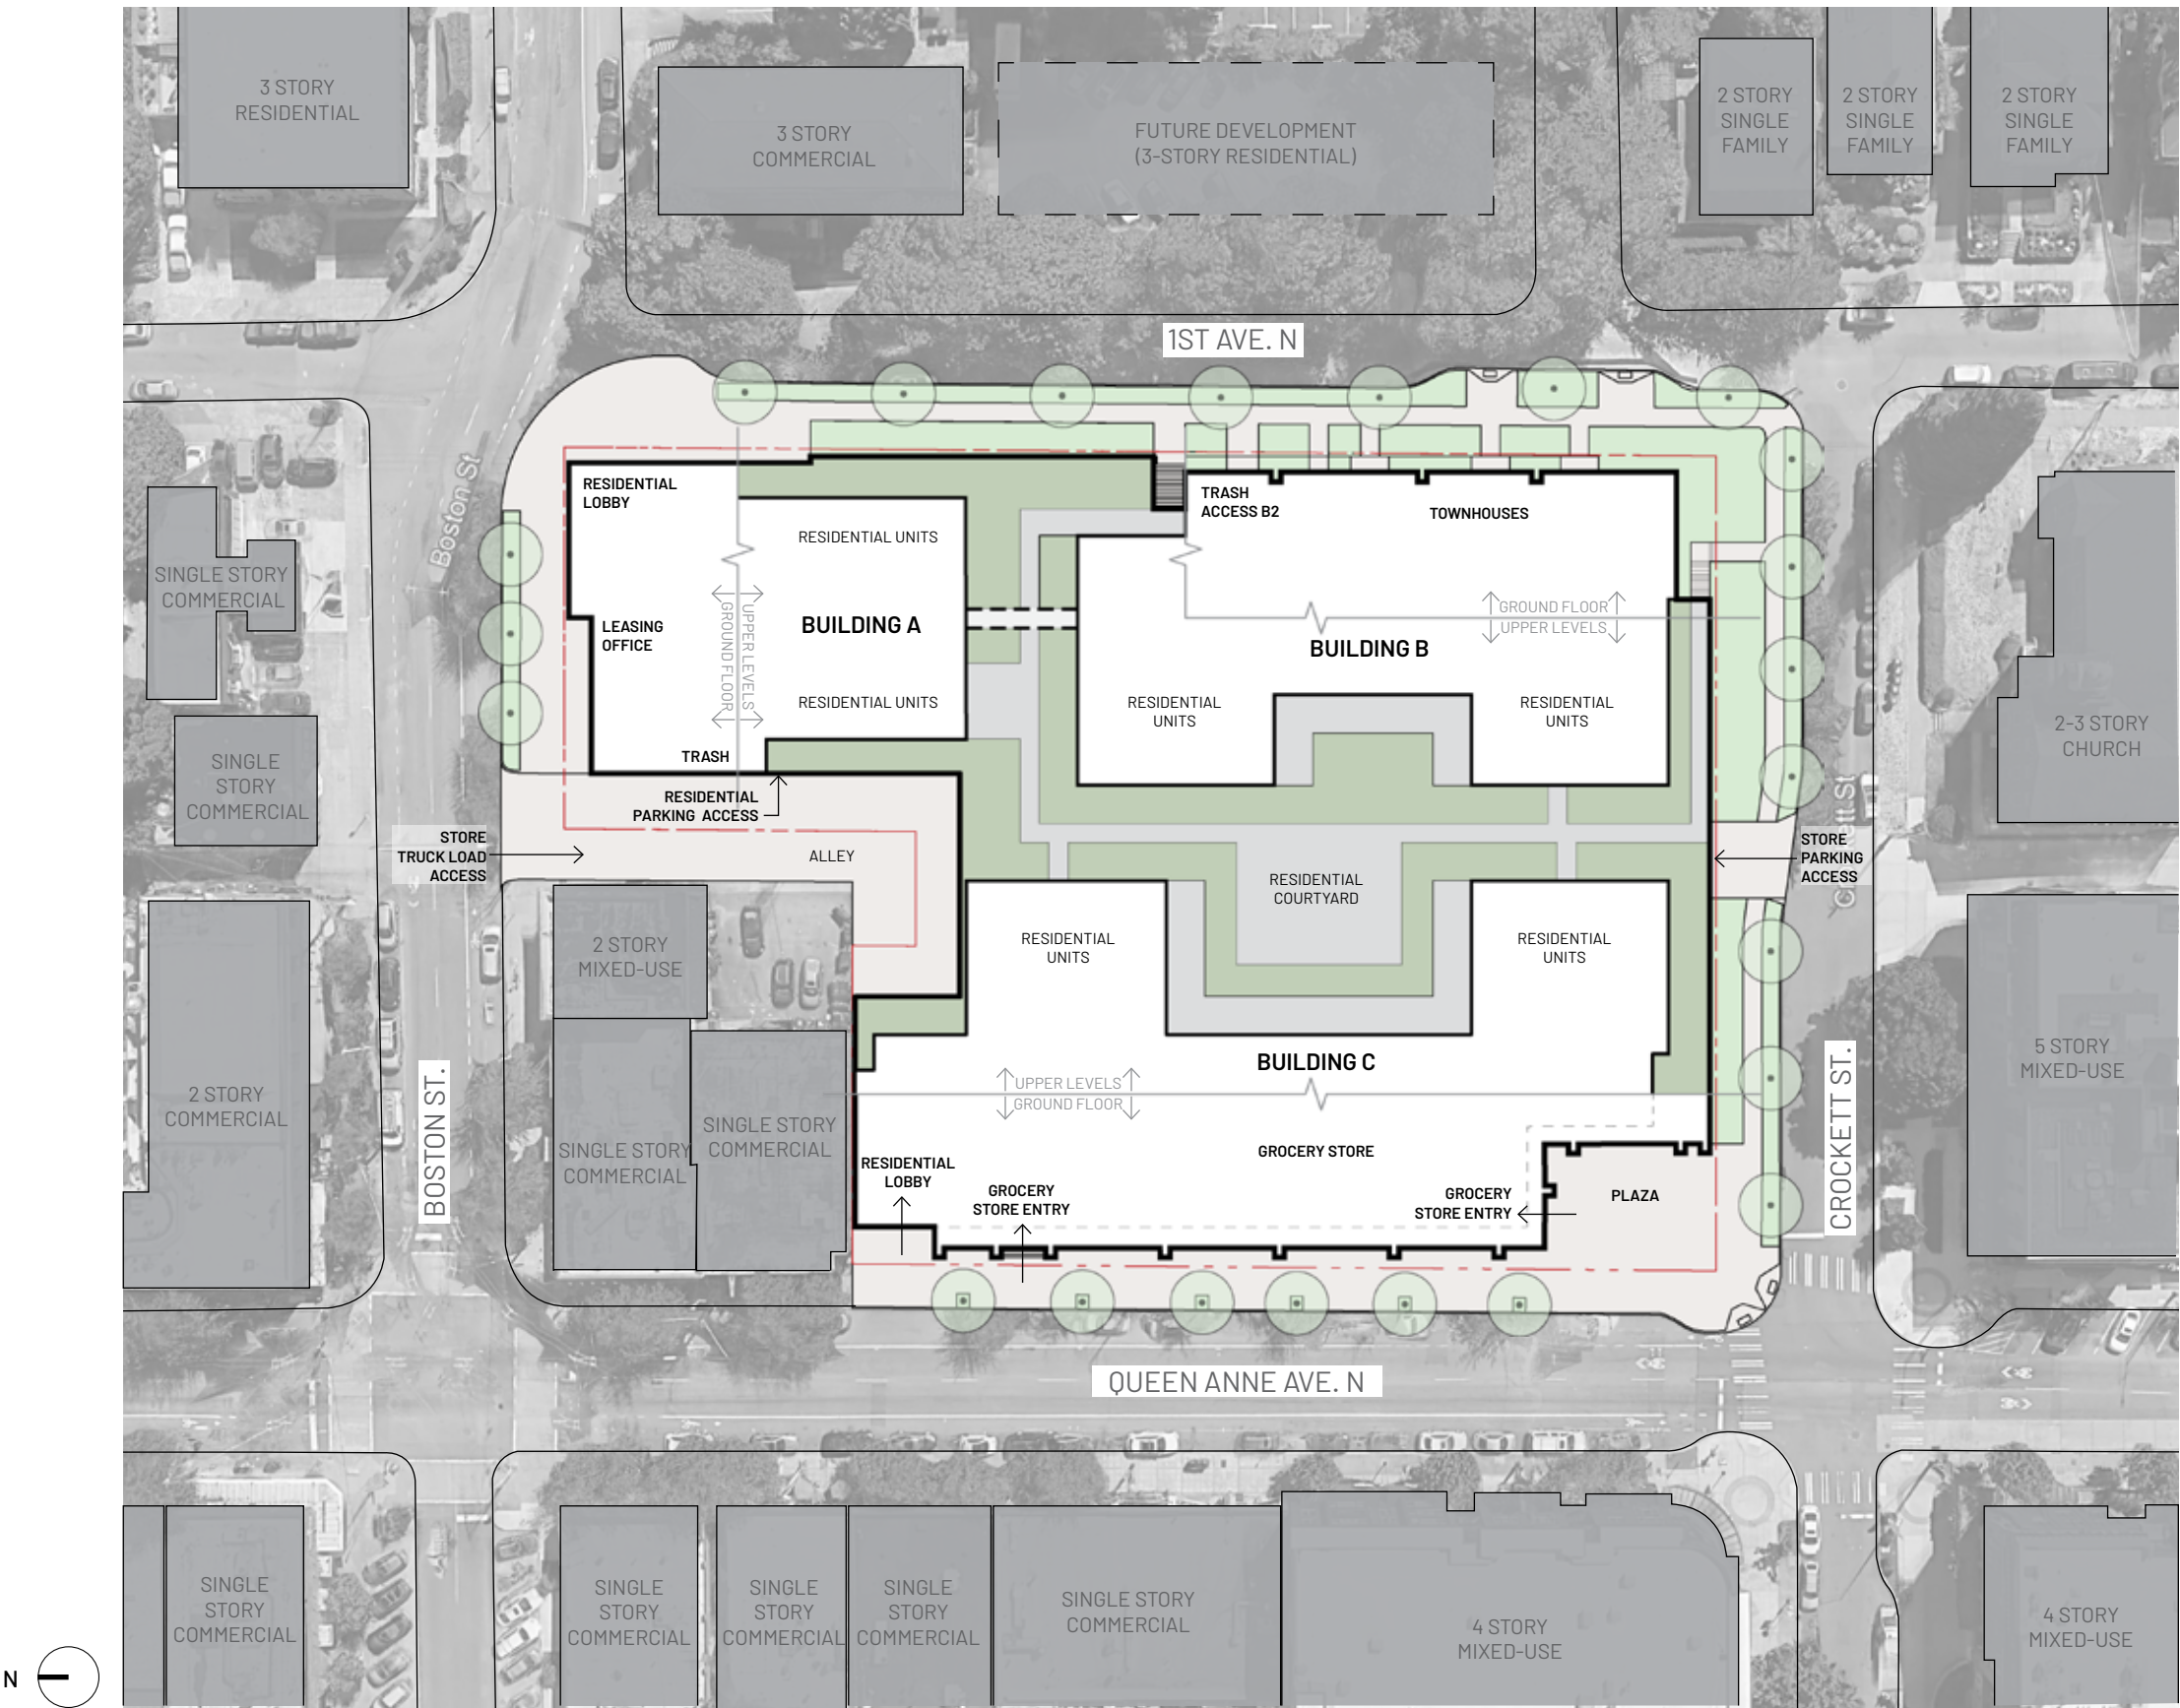 3 STORY
RESIDENTIAL
3 STORY
COMMERCIAL
FUTURE DEVELOPMENT
(3-STORY RESIDENTIAL)
2 STORY
SINGLE
FAMILY
2 STORY
SINGLE
FAMILY
2 STORY
SINGLE
FAMILY
1ST AVE. N
Boston St
RESIDENTIAL
LOBBY
RESIDENTIAL UNITS
TRASH
ACCESS B2
TOWNHOUSES
SINGLE STORY
COMMERCIAL
LEASING
OFFICE
GROUND FLOOR
UPPER LEVELS
BUILDING A
GROUND FLOOR
UPPER LEVELS
BUILDING B
RESIDENTIAL UNITS
RESIDENTIAL
UNITS
RESIDENTIAL
UNITS
2-3 STORY
CHURCH
SINGLE
STORY
COMMERCIAL
TRASH
RESIDENTIAL
PARKING ACCESS
STORE
TRUCK LOAD
ACCESS
ALLEY
STORE
PARKING
ACCESS
Crockett St
RESIDENTIAL
COURTYARD
2 STORY
MIXED-USE
RESIDENTIAL
UNITS
RESIDENTIAL
UNITS
2 STORY
COMMERCIAL
BOSTON ST.
SINGLE STORY
COMMERCIAL
SINGLE STORY
COMMERCIAL
BUILDING C
UPPER LEVELS
GROUND FLOOR
5 STORY
MIXED-USE
CROCKETT ST.
GROCERY STORE
RESIDENTIAL
LOBBY
GROCERY
STORE ENTRY
GROCERY
STORE ENTRY
PLAZA
QUEEN ANNE AVE. N
SINGLE
STORY
COMMERCIAL
SINGLE
STORY
COMMERCIAL
SINGLE
STORY
COMMERCIAL
SINGLE
STORY
COMMERCIAL
SINGLE STORY
COMMERCIAL
4 STORY
MIXED-USE
4 STORY
MIXED-USE
N